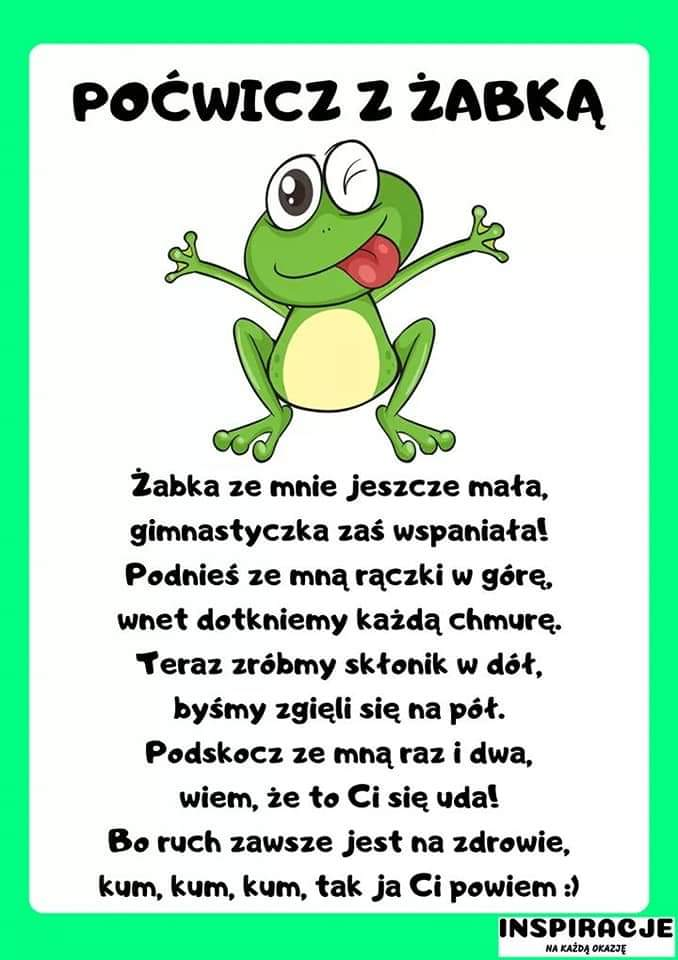 POĆWICZ Z ŻABKĄ
Żabka ze mnie jeszcze mała,
gimnastyczka zaś wspaniała!
Podnieś ze mną rączki w górę,
wnet dotkniemy każdą chmurę.
Teraz zróbmy skłonik w dół,
byśmy zgięli się na pół.
Podskocz ze mną raz i dwa,
wiem, że to Ci się uda!
Bo ruch zawsze jest na zdrowie,
kum, kum, kum, tak ja Ci powiem :)
INSPIRACJE
NA KAŻDĄ OKAZJĘ